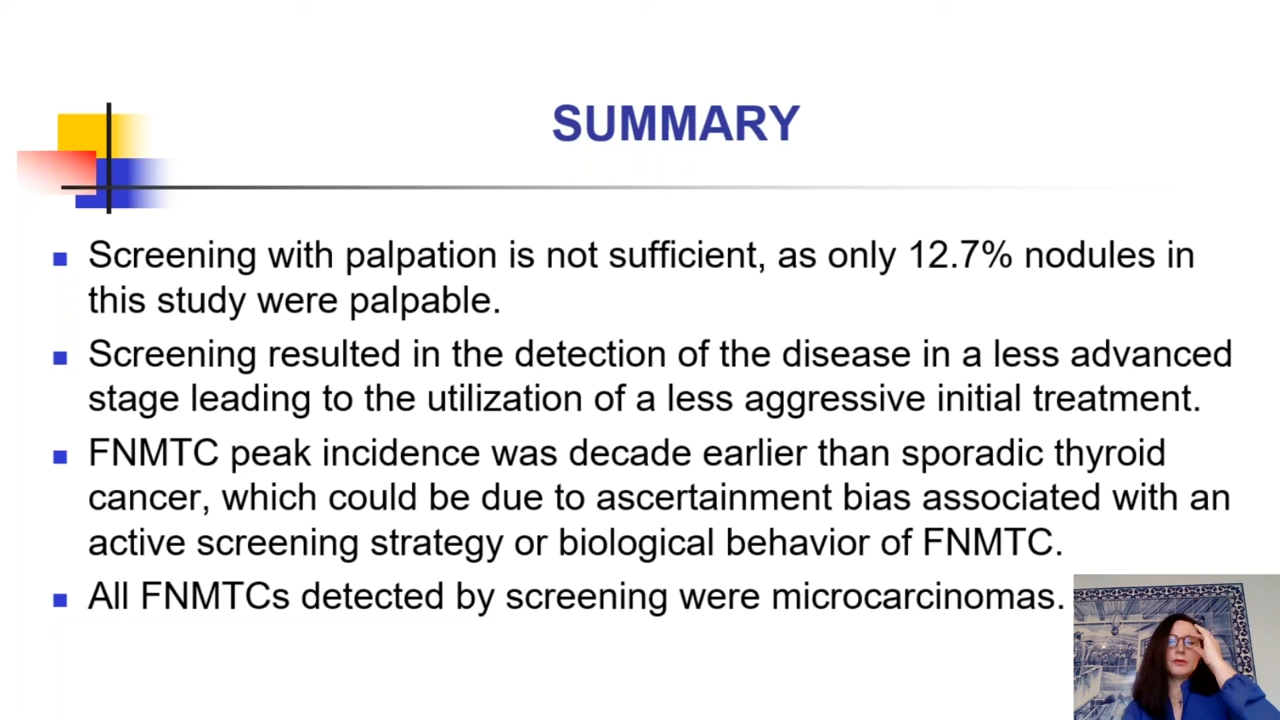 SUMMARY
Screening with palpation is not sufficient, as only 12.7% nodules in
this study were palpable.
Screening resulted in the detection of the disease in a less advanced
stage leading to the utilization of a less aggressive initial treatment.
FNMTC peak incidence was decade earlier than sporadic thyroid
cancer, which could be due to ascertainment bias associated with an
active screening strategy or biological behavior of FNMTC.
All FNMTCs detected by screening were microcarcinomas.